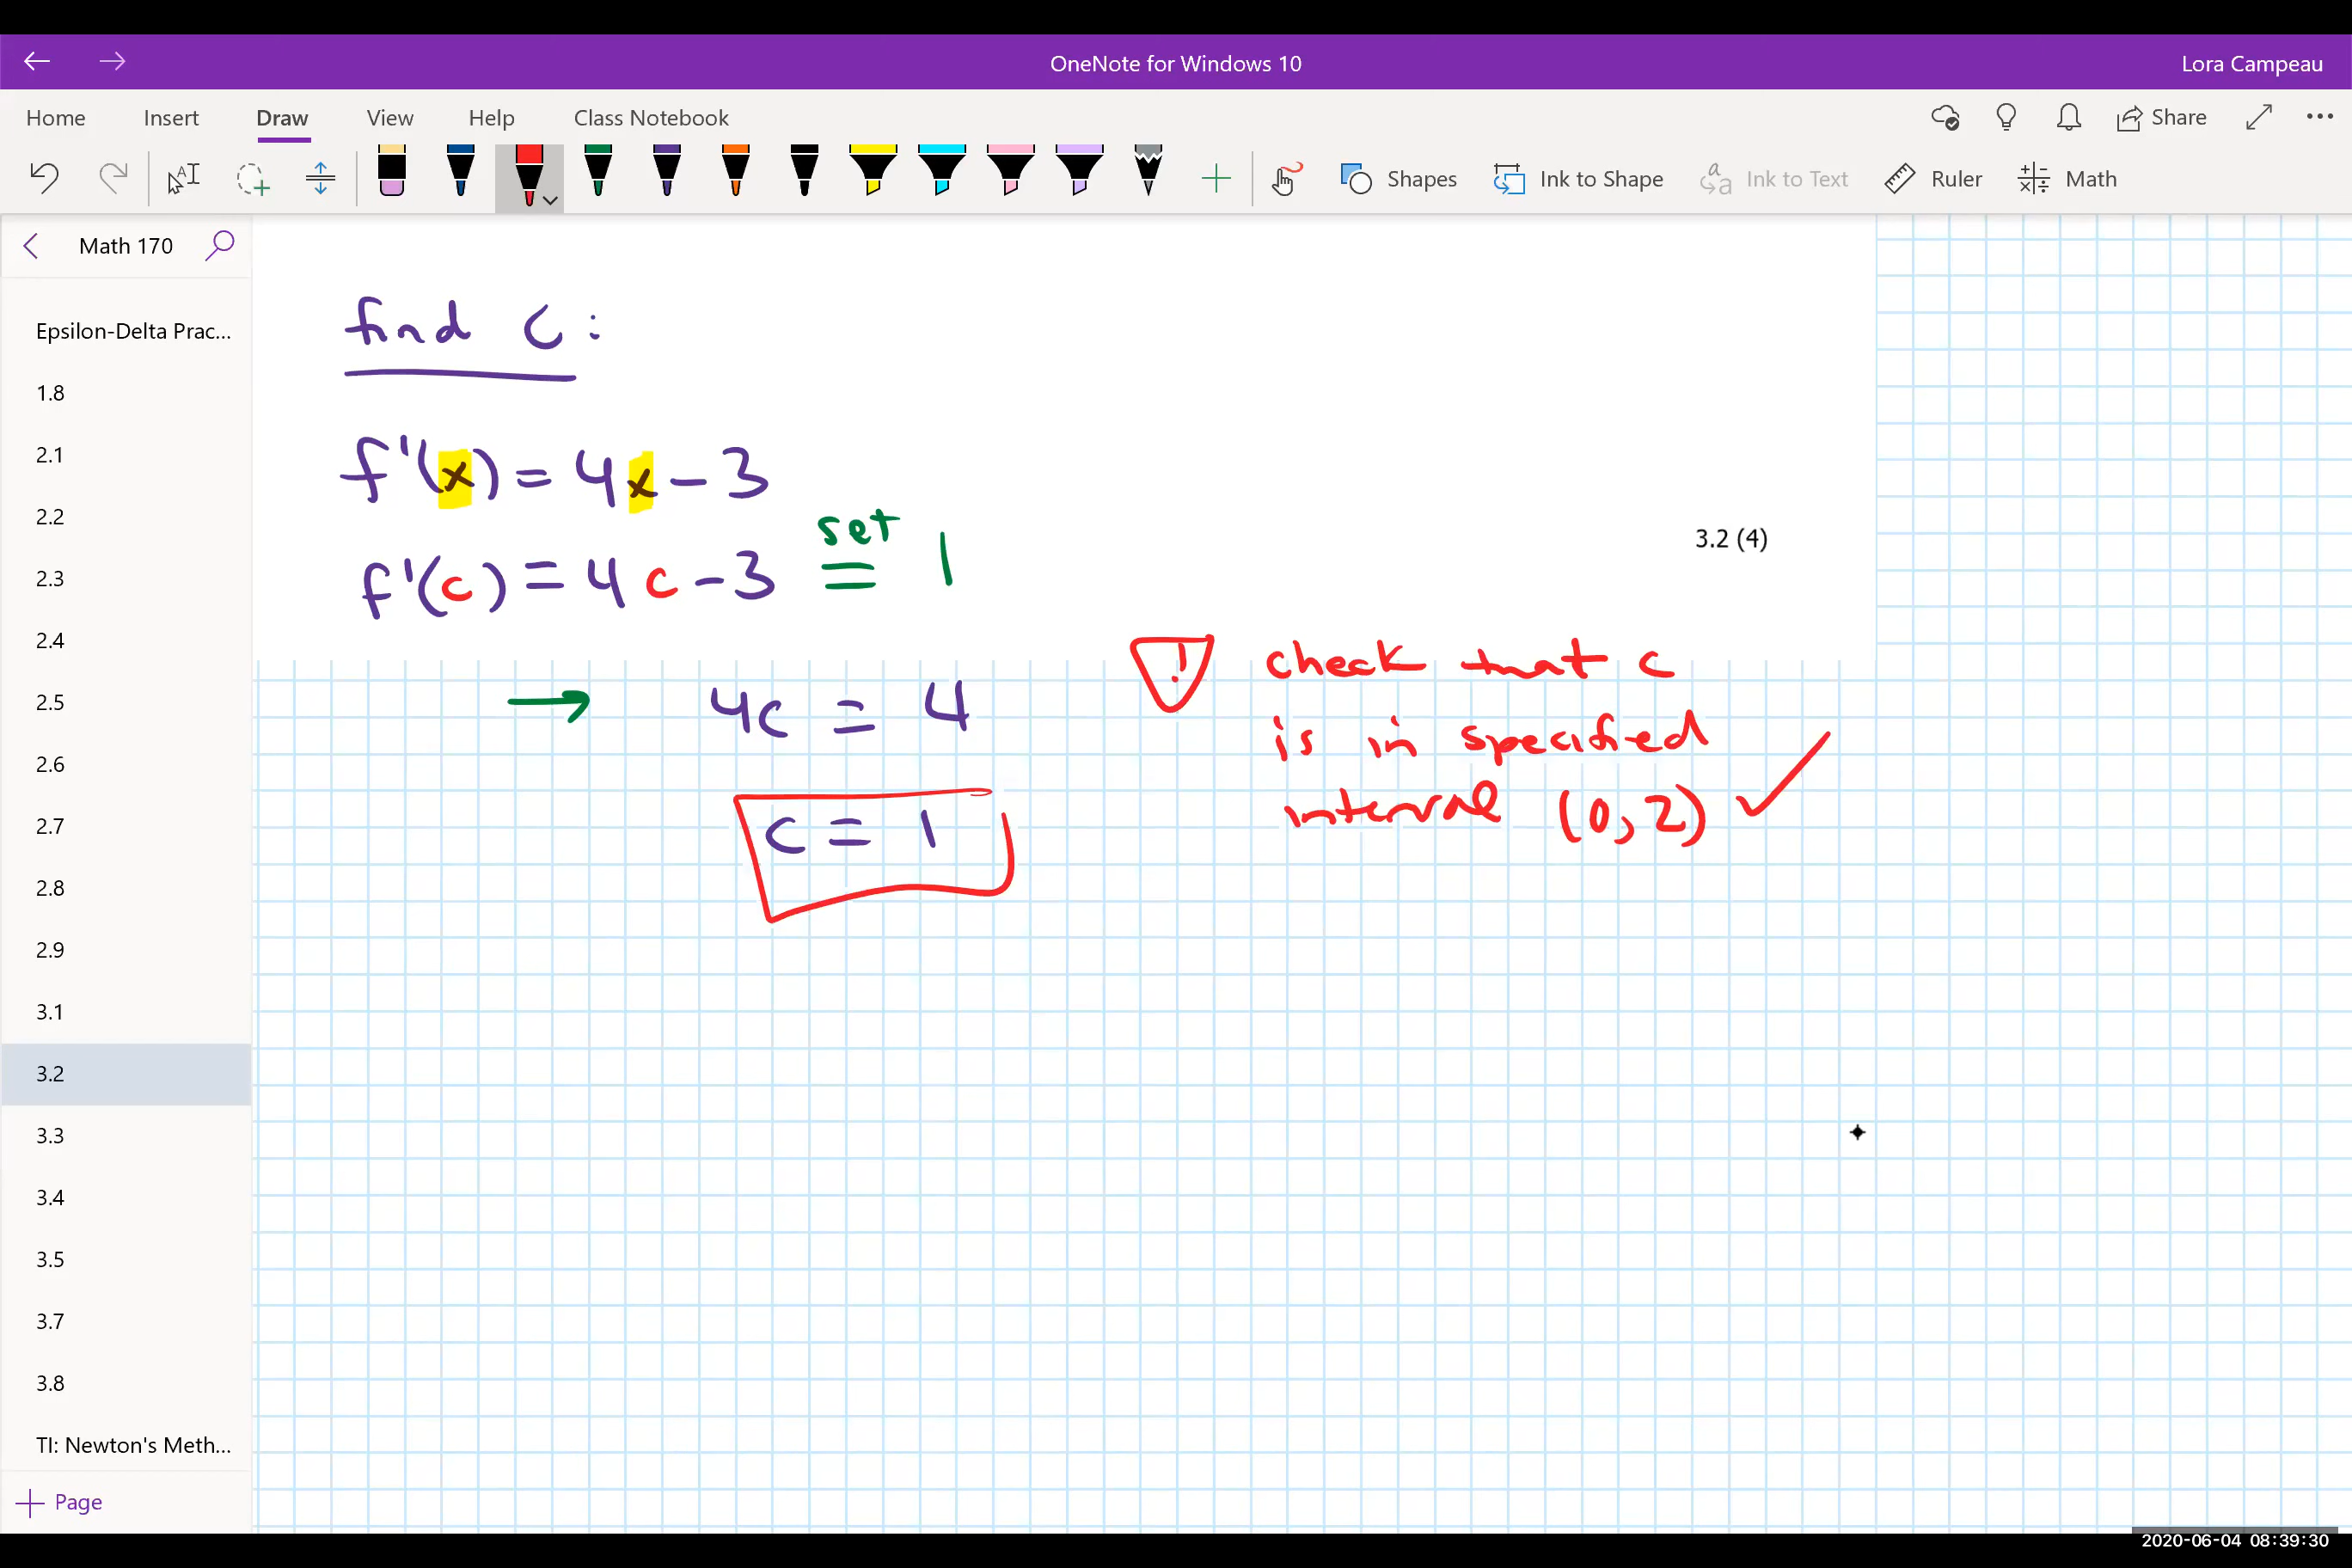 OneNote for Windows 10
Lora Campeau
Home Insert Draw View Help Class Notebook
Share
Shapes Ink to Shape Ink to Text Ruler Math
Math 170
Epsilon-Delta Prac...
1.8
2.1
2.2
2.3
2.4
2.5
2.6
2.7
2.8
2.9
3.1
3.2
3.3
3.4
3.5
3.7
3.8
TI: Newton's Meth...
Page
find c:
f'(x) = 4x - 3
set
f'(c) = 4c - 3 = 1
3.2 (4)
→ 4c = 4
c = 1
! check that c
is in specified
interval (0, 2) ✓
2020-06-04 08:39:30